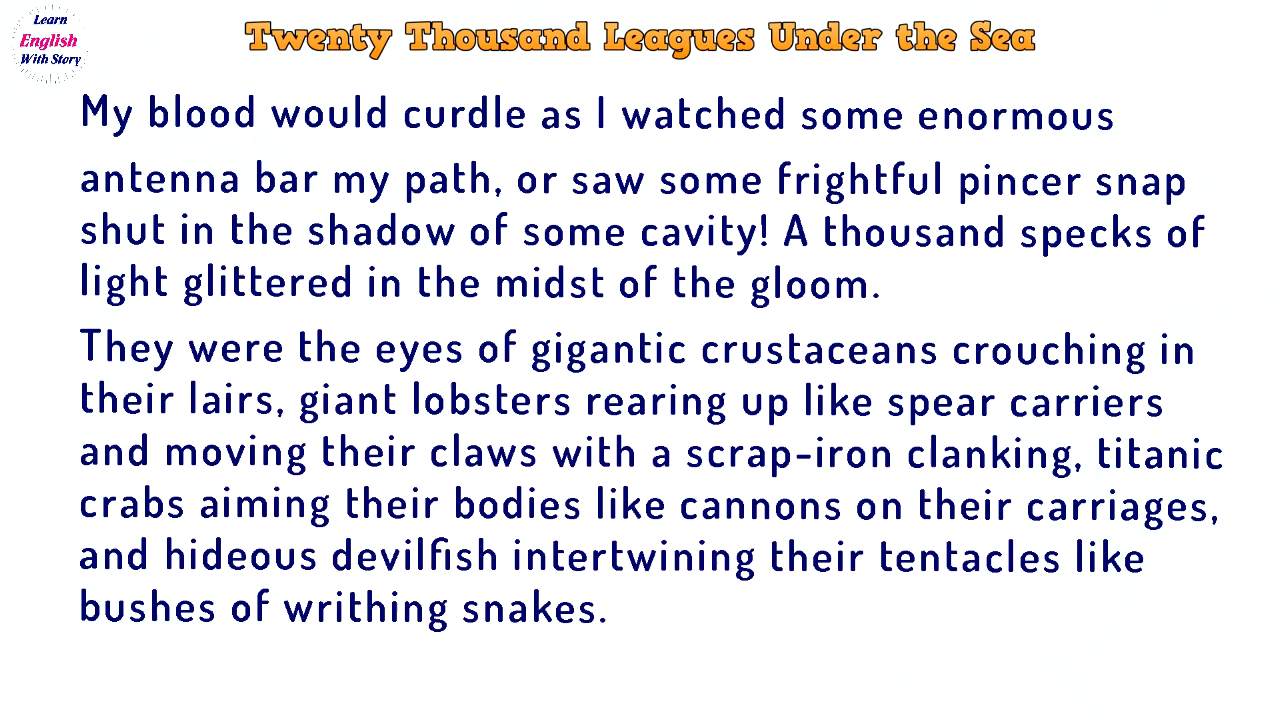 Learn
English
With Story
Twenty Thousand Leagues Under the Sea
My blood would curdle as I watched some enormous
antenna bar my path, or saw some frightful pincer snap
shut in the shadow of some cavity! A thousand specks of
light glittered in the midst of the gloom.
They were the eyes of gigantic crustaceans crouching in
their lairs, giant lobsters rearing up like spear carriers
and moving their claws with a scrap-iron clanking, titanic
crabs aiming their bodies like cannons on their carriages,
and hideous devilfish intertwining their tentacles like
bushes of writhing snakes.